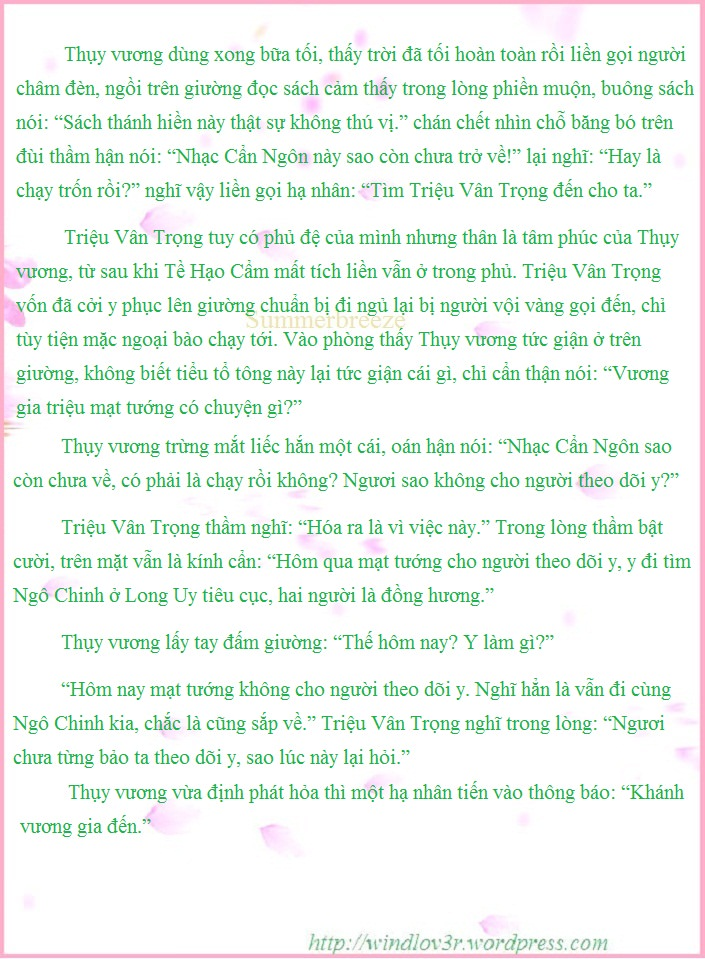 Thụy vương dùng xong bữa tối, thấy trời đã tối hoàn toàn rồi liền gọi người
châm đèn, ngồi trên giường đọc sách cảm thấy trong lòng phiền muộn, buông sách
nói: “Sách thánh hiền này thật sự không thú vị.” chán chết nhìn chỗ băng bó trên
đùi thầm hận nói: “Nhạc Cẩn Ngôn này sao còn chưa trở về!” lại nghĩ: “Hay là
chạy trốn rồi?” nghĩ vậy liền gọi hạ nhân: “Tìm Triệu Vân Trọng đến cho ta.”
Triệu Vân Trọng tuy có phủ đệ của mình nhưng thân là tâm phúc của Thụy
vương, từ sau khi Tề Hạo Cẩm mất tích liền vẫn ở trong phủ. Triệu Vân Trọng
vốn đã cởi y phục lên giường chuẩn bị đi ngủ lại bị người vội vàng gọi đến, chỉ
Summerbreeze
tùy tiện mặc ngoại bào chạy tới. Vào phòng thấy Thụy vương tức giận ở trên
giường, không biết tiểu tổ tông này lại tức giận cái gì, chỉ cẩn thận nói: “Vương
gia triệu mạt tướng có chuyện gì?”
Thụy vương trừng mắt liếc hắn một cái, oán hận nói: “Nhạc Cẩn Ngôn sao
còn chưa về, có phải là chạy rồi không? Ngươi sao không cho người theo dõi y?”
Triệu Vân Trọng thầm nghĩ: “Hóa ra là vì việc này.” Trong lòng thầm bật
cười, trên mặt vẫn là kính cẩn: “Hôm qua mạt tướng cho người theo dõi y, y đi tìm
Ngô Chinh ở Long Uy tiêu cục, hai người là đồng hương.”
Thụy vương lấy tay đấm giường: “Thế hôm nay? Y làm gì?”
“Hôm nay mạt tướng không cho người theo dõi y. Nghĩ hẳn là vẫn đi cùng
Ngô Chinh kia, chắc là cũng sắp về.” Triệu Vân Trọng nghĩ trong lòng: “Ngươi
chưa từng bảo ta theo dõi y, sao lúc này lại hỏi.”
Thụy vương vừa định phát hỏa thì một hạ nhân tiến vào thông báo: “Khánh
vương gia đến.”
http://windlov3r.wordpress.com